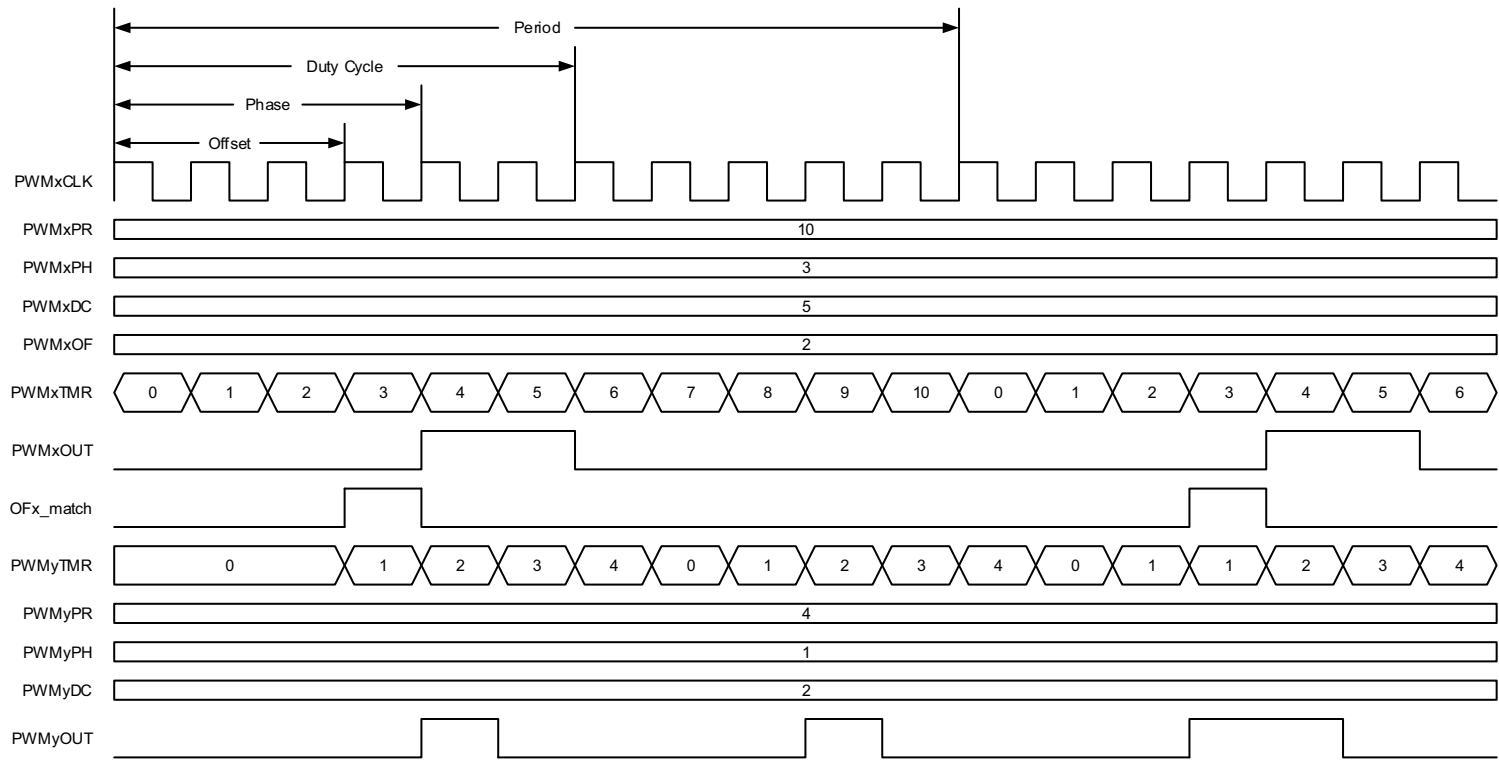 Period
Duty Cycle
Phase
Offset
PWMxCLK
PWMxPR 10
PWMxPH 3
PWMxDC 5
PWMxOF 2
PWMxTMR 0 1 2 3 4 5 6 7 8 9 10 0 1 2 3 4 5 6
PWMxOUT
OFx_match
PWMyTMR 0 1 2 3 4 0 1 2 3 4 0 1 1 2 3 4
PWMyPR 4
PWMyPH 1
PWMyDC 2
PWMyOUT